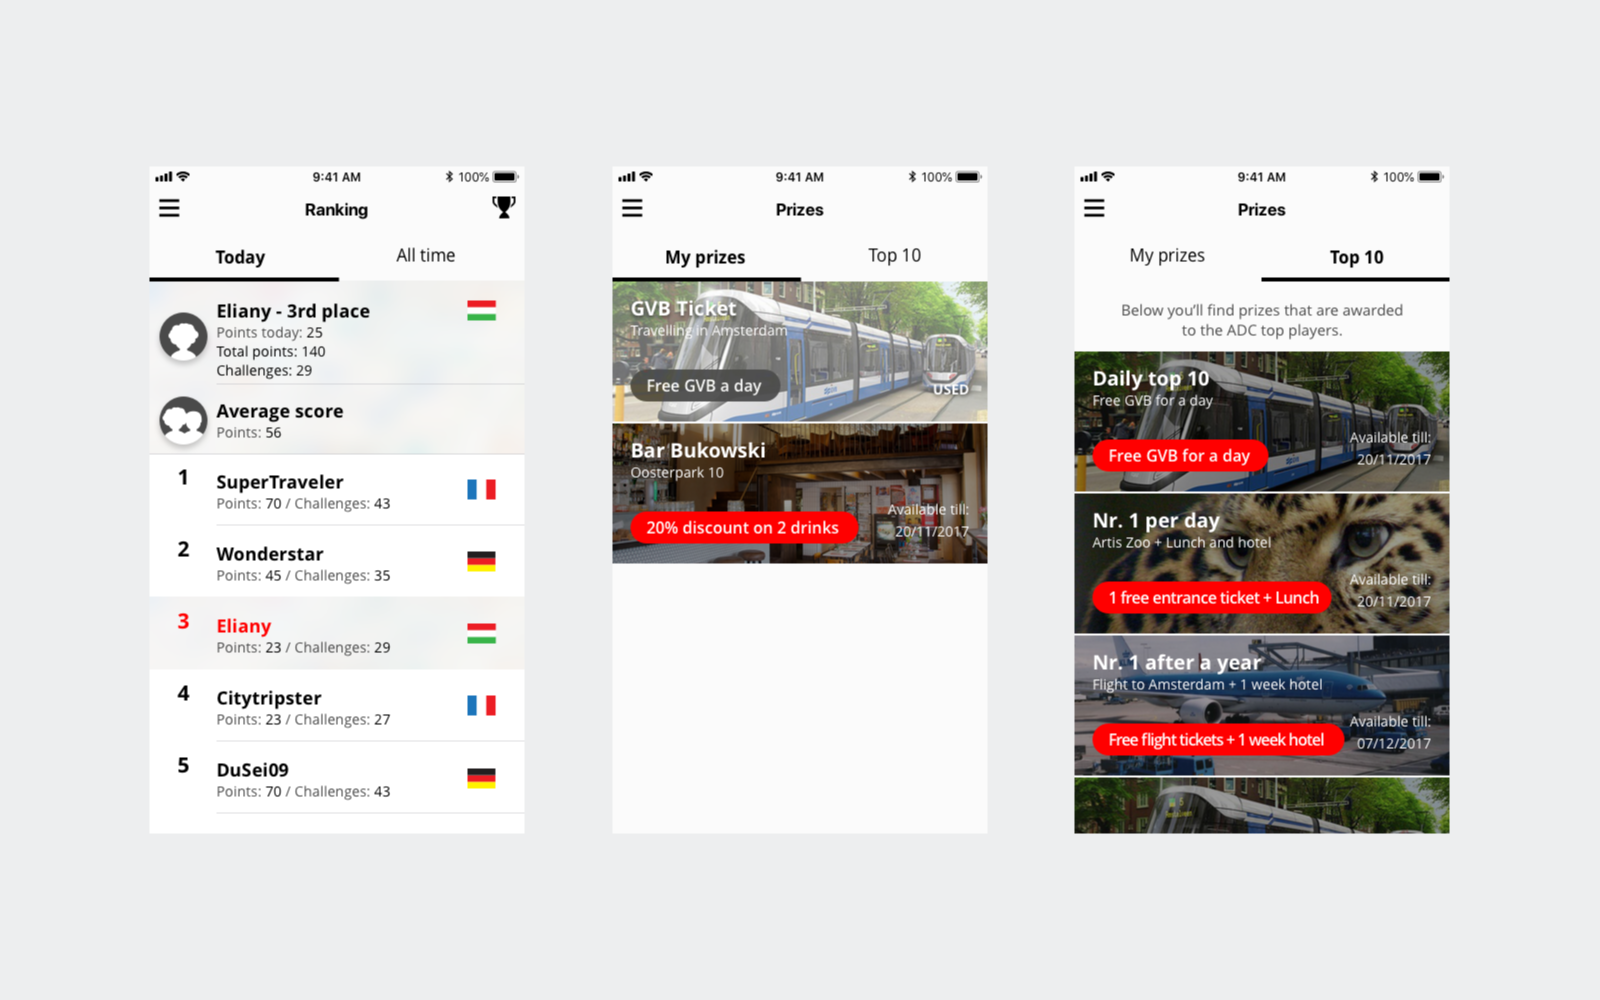 9:41 AM
100%
Ranking
Today
All time
Eliany - 3rd place
Points today: 25
Total points: 140
Challenges: 29
Average score
Points: 56
1
SuperTraveler
Points: 70 / Challenges: 43
2
Wonderstar
Points: 45 / Challenges: 35
3
Eliany
Points: 23 / Challenges: 29
4
Citytripster
Points: 23 / Challenges: 27
5
DuSei09
Points: 70 / Challenges: 43
9:41 AM
100%
Prizes
My prizes
Top 10
GVB Ticket
Travelling in Amsterdam
Free GVB a day
USED
Bar Bukowski
Oosterpark 10
20% discount on 2 drinks
Available till:
20/11/2017
9:41 AM
100%
Prizes
My prizes
Top 10
Below you'll find prizes that are awarded
to the ADC top players.
Daily top 10
Free GVB for a day
Free GVB for a day
Available till:
20/11/2017
Nr. 1 per day
Artis Zoo + Lunch and hotel
1 free entrance ticket + Lunch
Available till:
20/11/2017
Nr. 1 after a year
Flight to Amsterdam + 1 week hotel
Free flight tickets + 1 week hotel
Available till:
07/12/2017